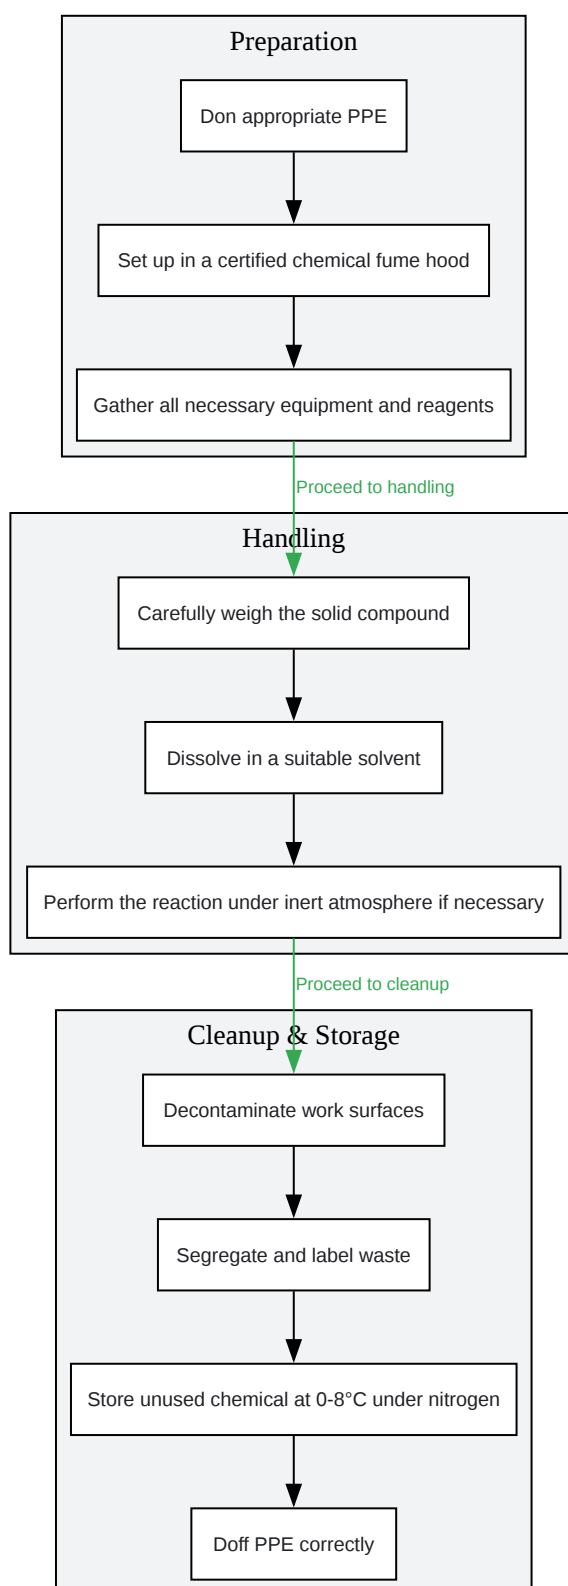 Preparation
Don appropriate PPE
Set up in a certified chemical fume hood
Gather all necessary equipment and reagents
Proceed to handling
Handling
Carefully weigh the solid compound
Dissolve in a suitable solvent
Perform the reaction under inert atmosphere if necessary
Proceed to cleanup
Cleanup & Storage
Decontaminate work surfaces
Segregate and label waste
Store unused chemical at 0-8°C under nitrogen
Doff PPE correctly